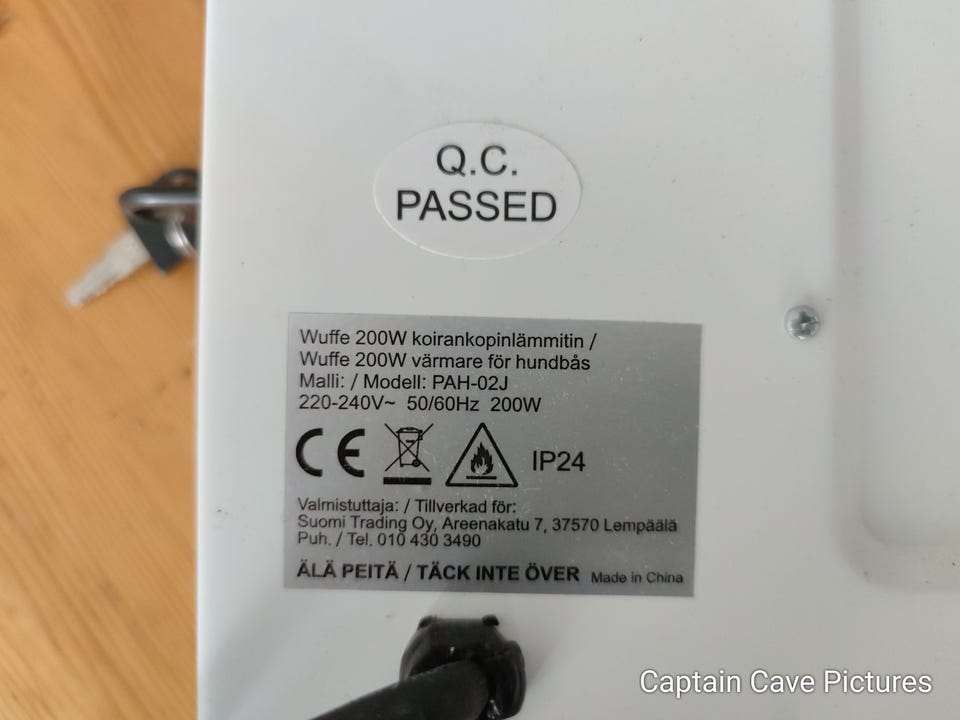 Q.C.
PASSED
Wuffe 200W koirankopinlämmitin /
Wuffe 200W värmare för hundbås
Malli: / Modell: PAH-02J
220-240V~ 50/60Hz 200W
CE IP24
Valmistuttaja: / Tillverkad för:
Suomi Trading Oy, Areenakatu 7, 37570 Lempäälä
Puh. / Tel. 010 430 3490
ÄLÄ PEITÄ / TÄCK INTE ÖVER Made in China
Captain Cave Pictures